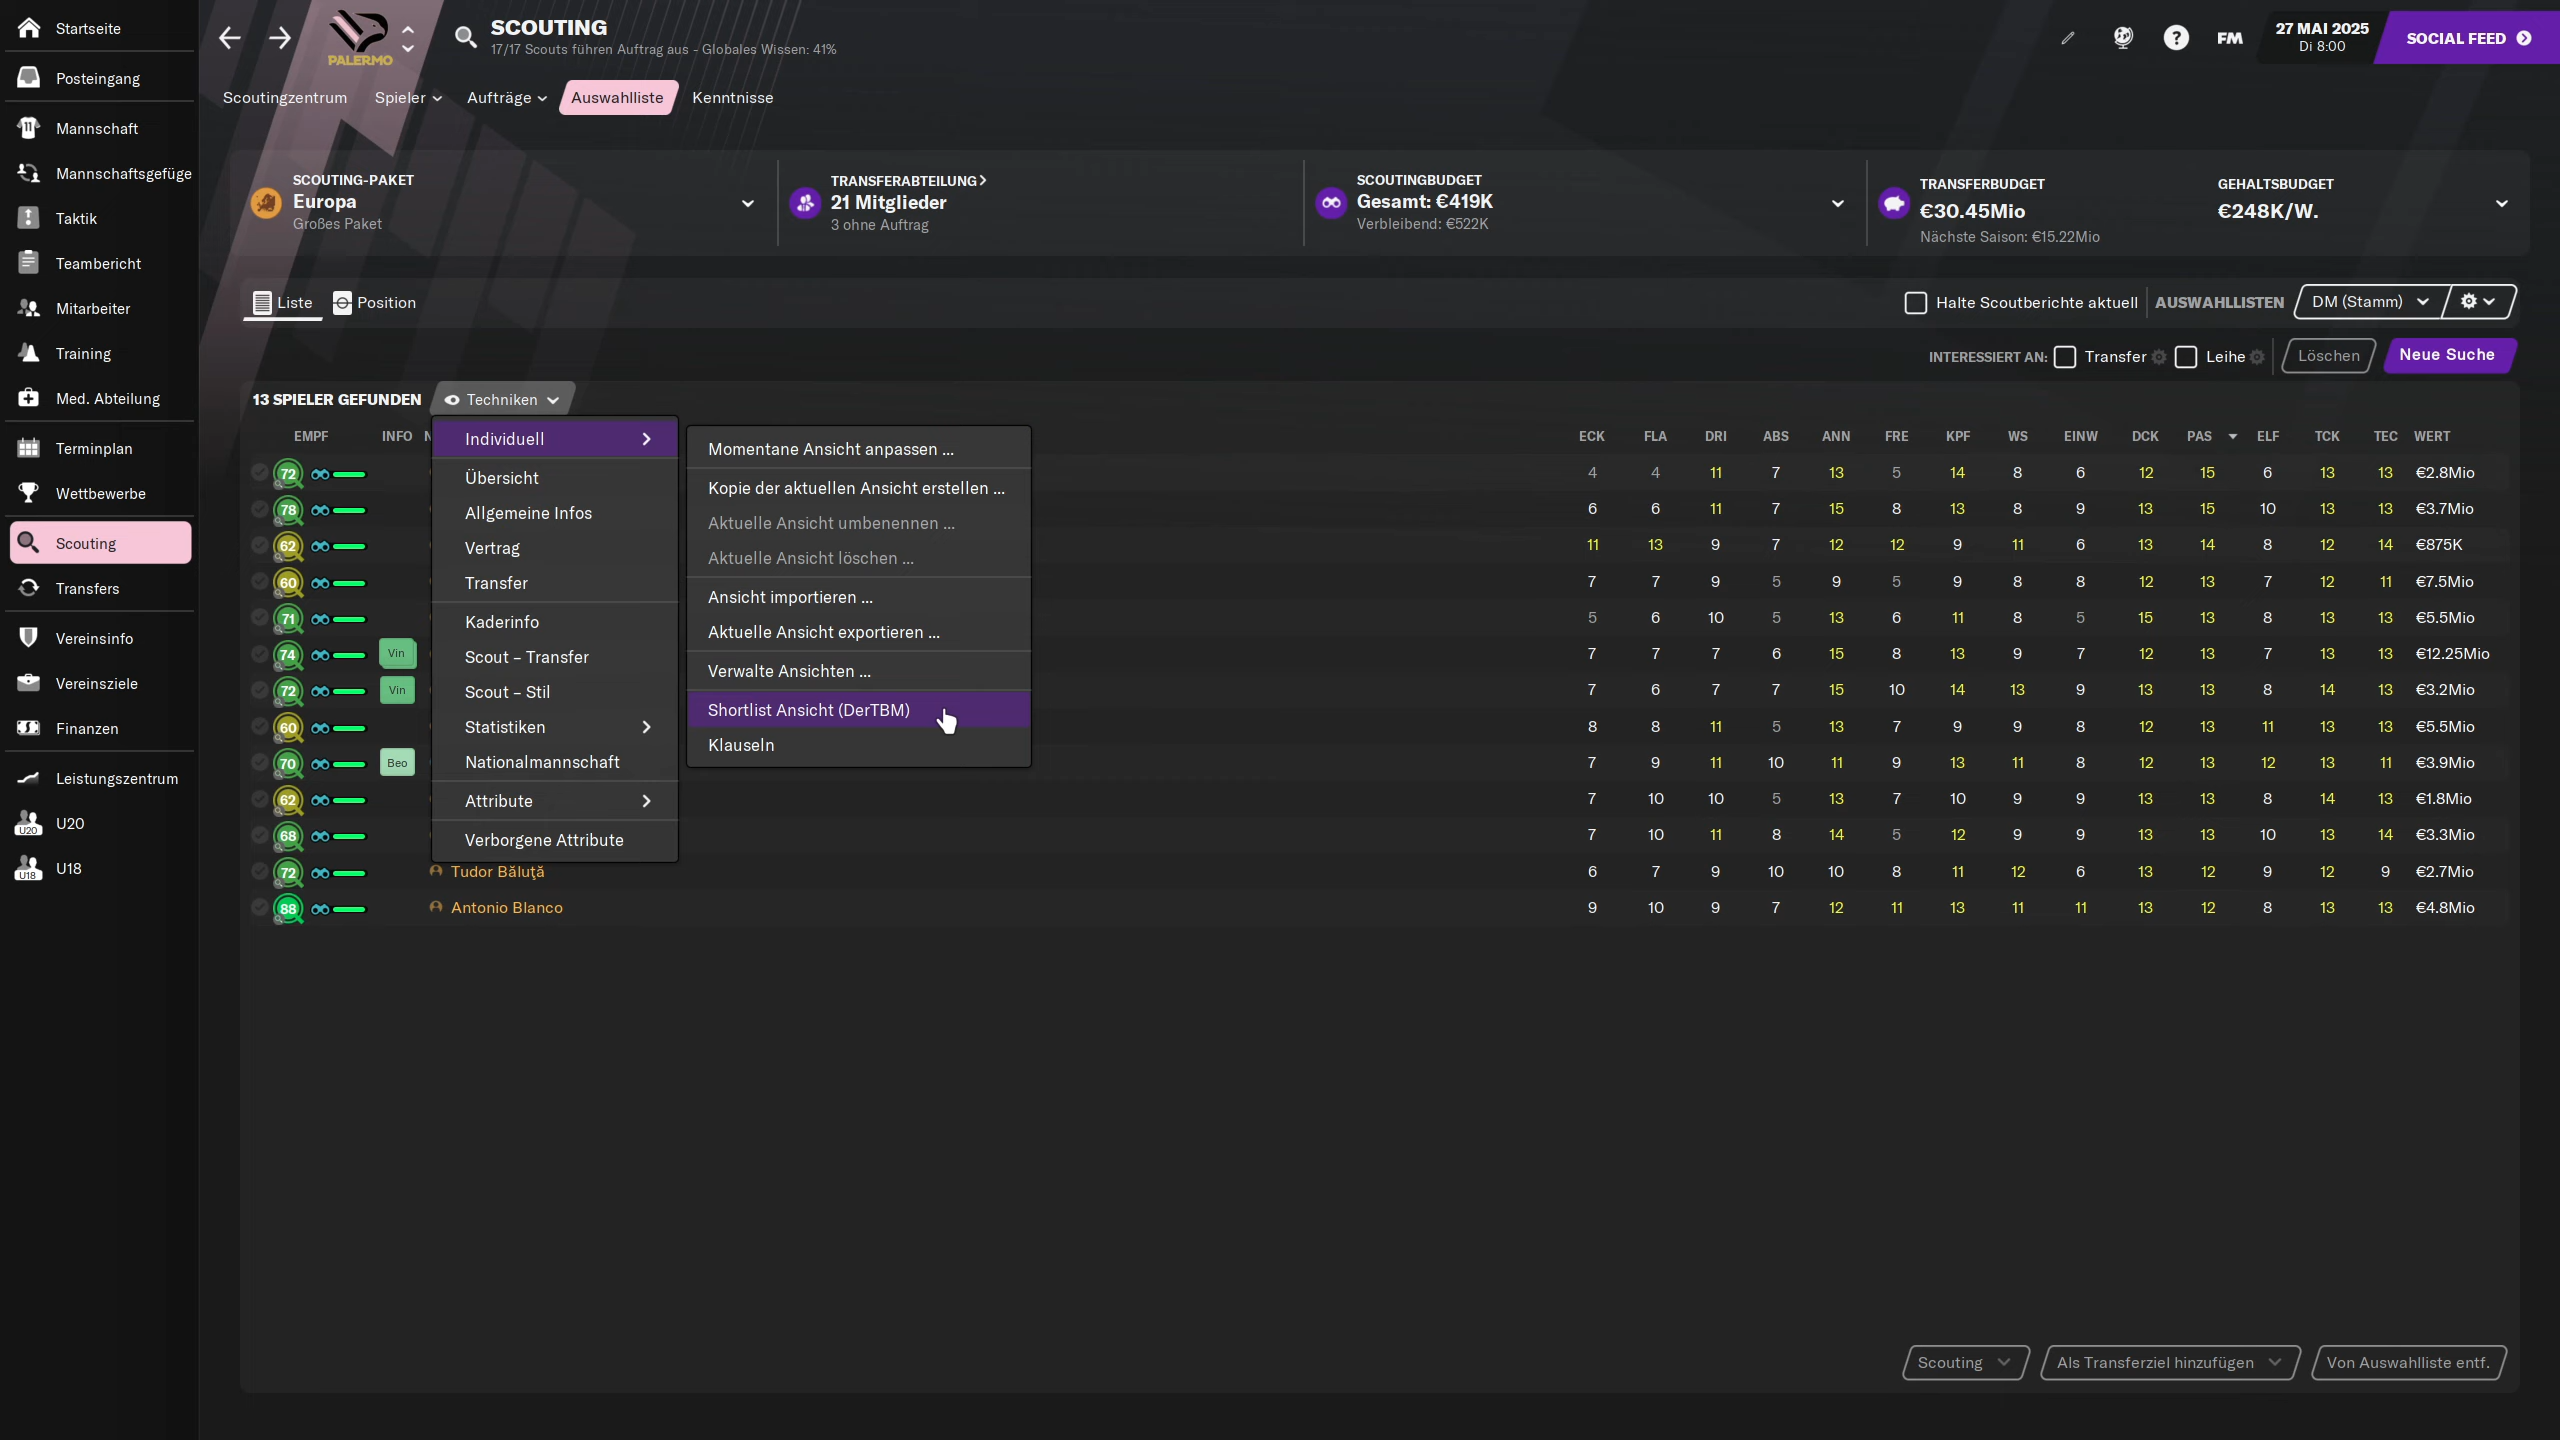 Startseite
Posteingang
Mannschaft
Mannschaftsgefüge
Taktik
Teambericht
Mitarbeiter
Training
Med. Abteilung
Terminplan
Wettbewerbe
Scouting
Transfers
Vereinsinfo
Vereinsziele
Finanzen
Leistungszentrum
U20 U20
U18 U18
PALERMO
SCOUTING
17/17 Scouts führen Auftrag aus - Globales Wissen: 41%
FM
27 MAI 2025
Di 8:00
SOCIAL FEED
Scoutingzentrum Spieler Aufträge Auswahlliste Kenntnisse
SCOUTING-PAKET
Europa
Großes Paket
TRANSFERABTEILUNG
21 Mitglieder
3 ohne Auftrag
SCOUTINGBUDGET
Gesamt: €419K
Verbleibend: €522K
TRANSFERBUDGET
€30.45Mio
Nächste Saison: €15.22Mio
GEHALTSBUDGET
€248K/W.
Liste Position
Halte Scoutberichte aktuell AUSWAHLLISTEN DM (Stamm)
INTERESSIERT AN: Transfer Leihe Löschen Neue Suche
13 SPIELER GEFUNDEN Techniken
EMPF INFO N ECK FLA DRI ABS ANN FRE KPF WS EINW DCK PAS ELF TCK TEC WERT
72 4 4 11 7 13 5 14 8 6 12 15 6 13 13 €2.8Mio
78 6 6 11 7 15 8 13 8 9 13 15 10 13 13 €3.7Mio
62 11 13 9 7 12 12 9 11 6 13 14 8 12 14 €875K
60 7 7 9 5 9 5 9 8 8 12 13 7 12 11 €7.5Mio
71 5 6 10 5 13 6 11 8 5 15 13 8 13 13 €5.5Mio
74 Vin 7 7 7 6 15 8 13 9 7 12 13 7 13 13 €12.25Mio
72 Vin 7 6 7 7 15 10 14 13 9 13 13 8 14 13 €3.2Mio
60 8 8 11 5 13 7 9 9 8 12 13 11 13 13 €5.5Mio
70 Beo 7 9 11 10 11 9 13 11 8 12 13 12 13 11 €3.9Mio
62 7 10 10 5 13 7 10 9 9 13 13 8 14 13 €1.8Mio
68 7 10 11 8 14 5 12 9 9 13 13 10 13 14 €3.3Mio
72 Tudor Băluţă 6 7 9 10 10 8 11 12 6 13 12 9 12 9 €2.7Mio
88 Antonio Blanco 9 10 9 7 12 11 13 11 11 13 12 8 13 13 €4.8Mio
Individuell
Übersicht
Allgemeine Infos
Vertrag
Transfer
Kaderinfo
Scout – Transfer
Scout – Stil
Statistiken
Nationalmannschaft
Attribute
Verborgene Attribute
Momentane Ansicht anpassen ...
Kopie der aktuellen Ansicht erstellen ...
Aktuelle Ansicht umbenennen ...
Aktuelle Ansicht löschen ...
Ansicht importieren ...
Aktuelle Ansicht exportieren ...
Verwalte Ansichten ...
Shortlist Ansicht (DerTBM)
Klauseln
Scouting Als Transferziel hinzufügen Von Auswahlliste entf.